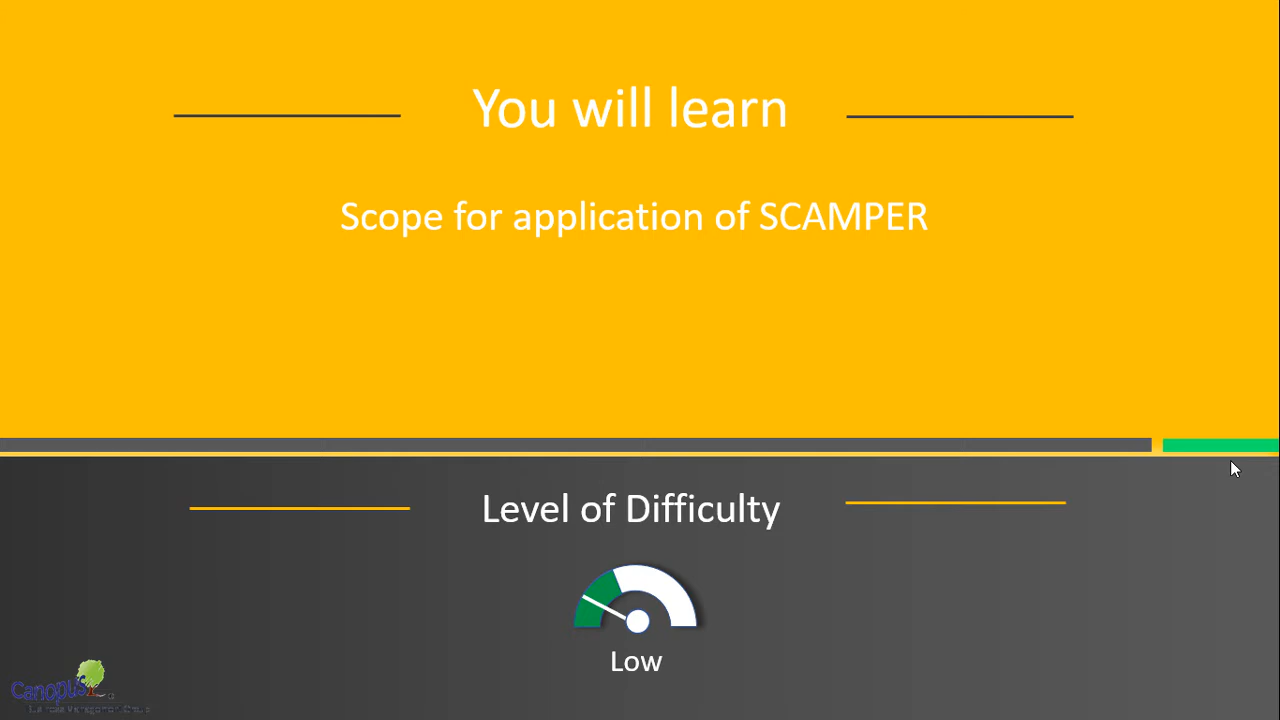 You will learn
Scope for application of SCAMPER
Level of Difficulty
Low
Canopus